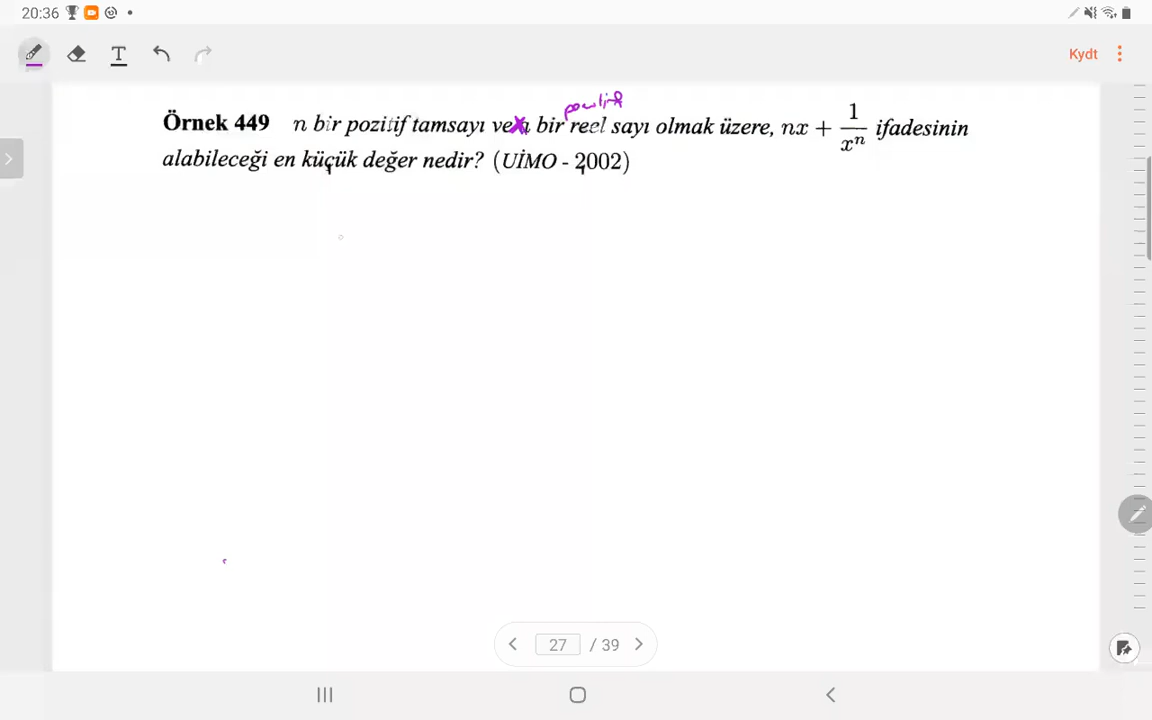 20:36
T
Kydt
pozitif
Örnek 449 n bir pozitif tamsayı ve x bir reel sayı olmak üzere, nx + 1/xⁿ ifadesinin
alabileceği en küçük değer nedir? (UİMO - 2002)
27 / 39